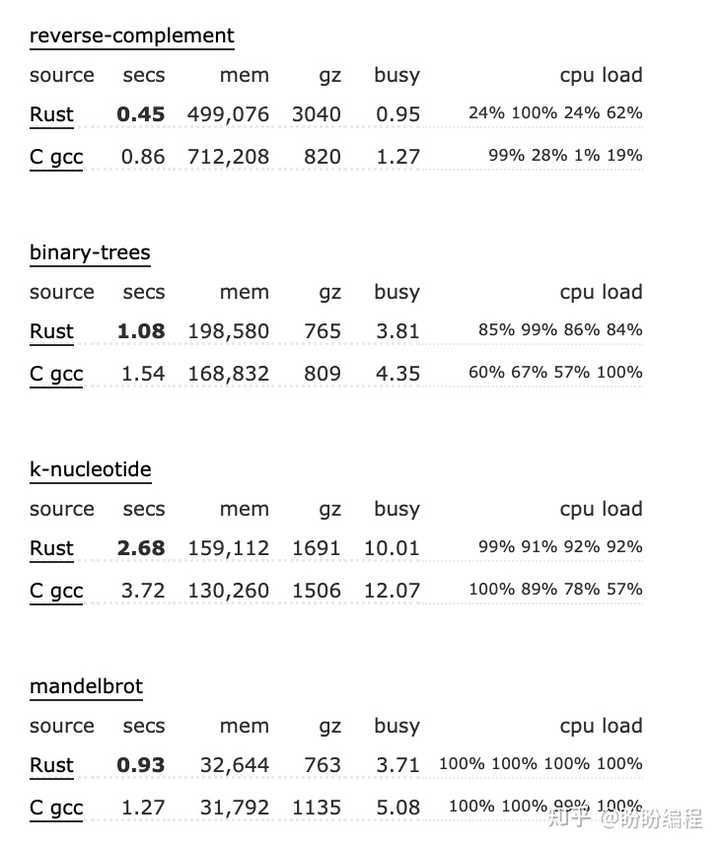 reverse-complement
source secs mem gz busy cpu load
Rust 0.45 499,076 3040 0.95 24% 100% 24% 62%
C gcc 0.86 712,208 820 1.27 99% 28% 1% 19%
binary-trees
source secs mem gz busy cpu load
Rust 1.08 198,580 765 3.81 85% 99% 86% 84%
C gcc 1.54 168,832 809 4.35 60% 67% 57% 100%
k-nucleotide
source secs mem gz busy cpu load
Rust 2.68 159,112 1691 10.01 99% 91% 92% 92%
C gcc 3.72 130,260 1506 12.07 100% 89% 78% 57%
mandelbrot
source secs mem gz busy cpu load
Rust 0.93 32,644 763 3.71 100% 100% 100% 100%
C gcc 1.27 31,792 1135 5.08 100% 100% 99% 100%
知乎 @盼盼编程